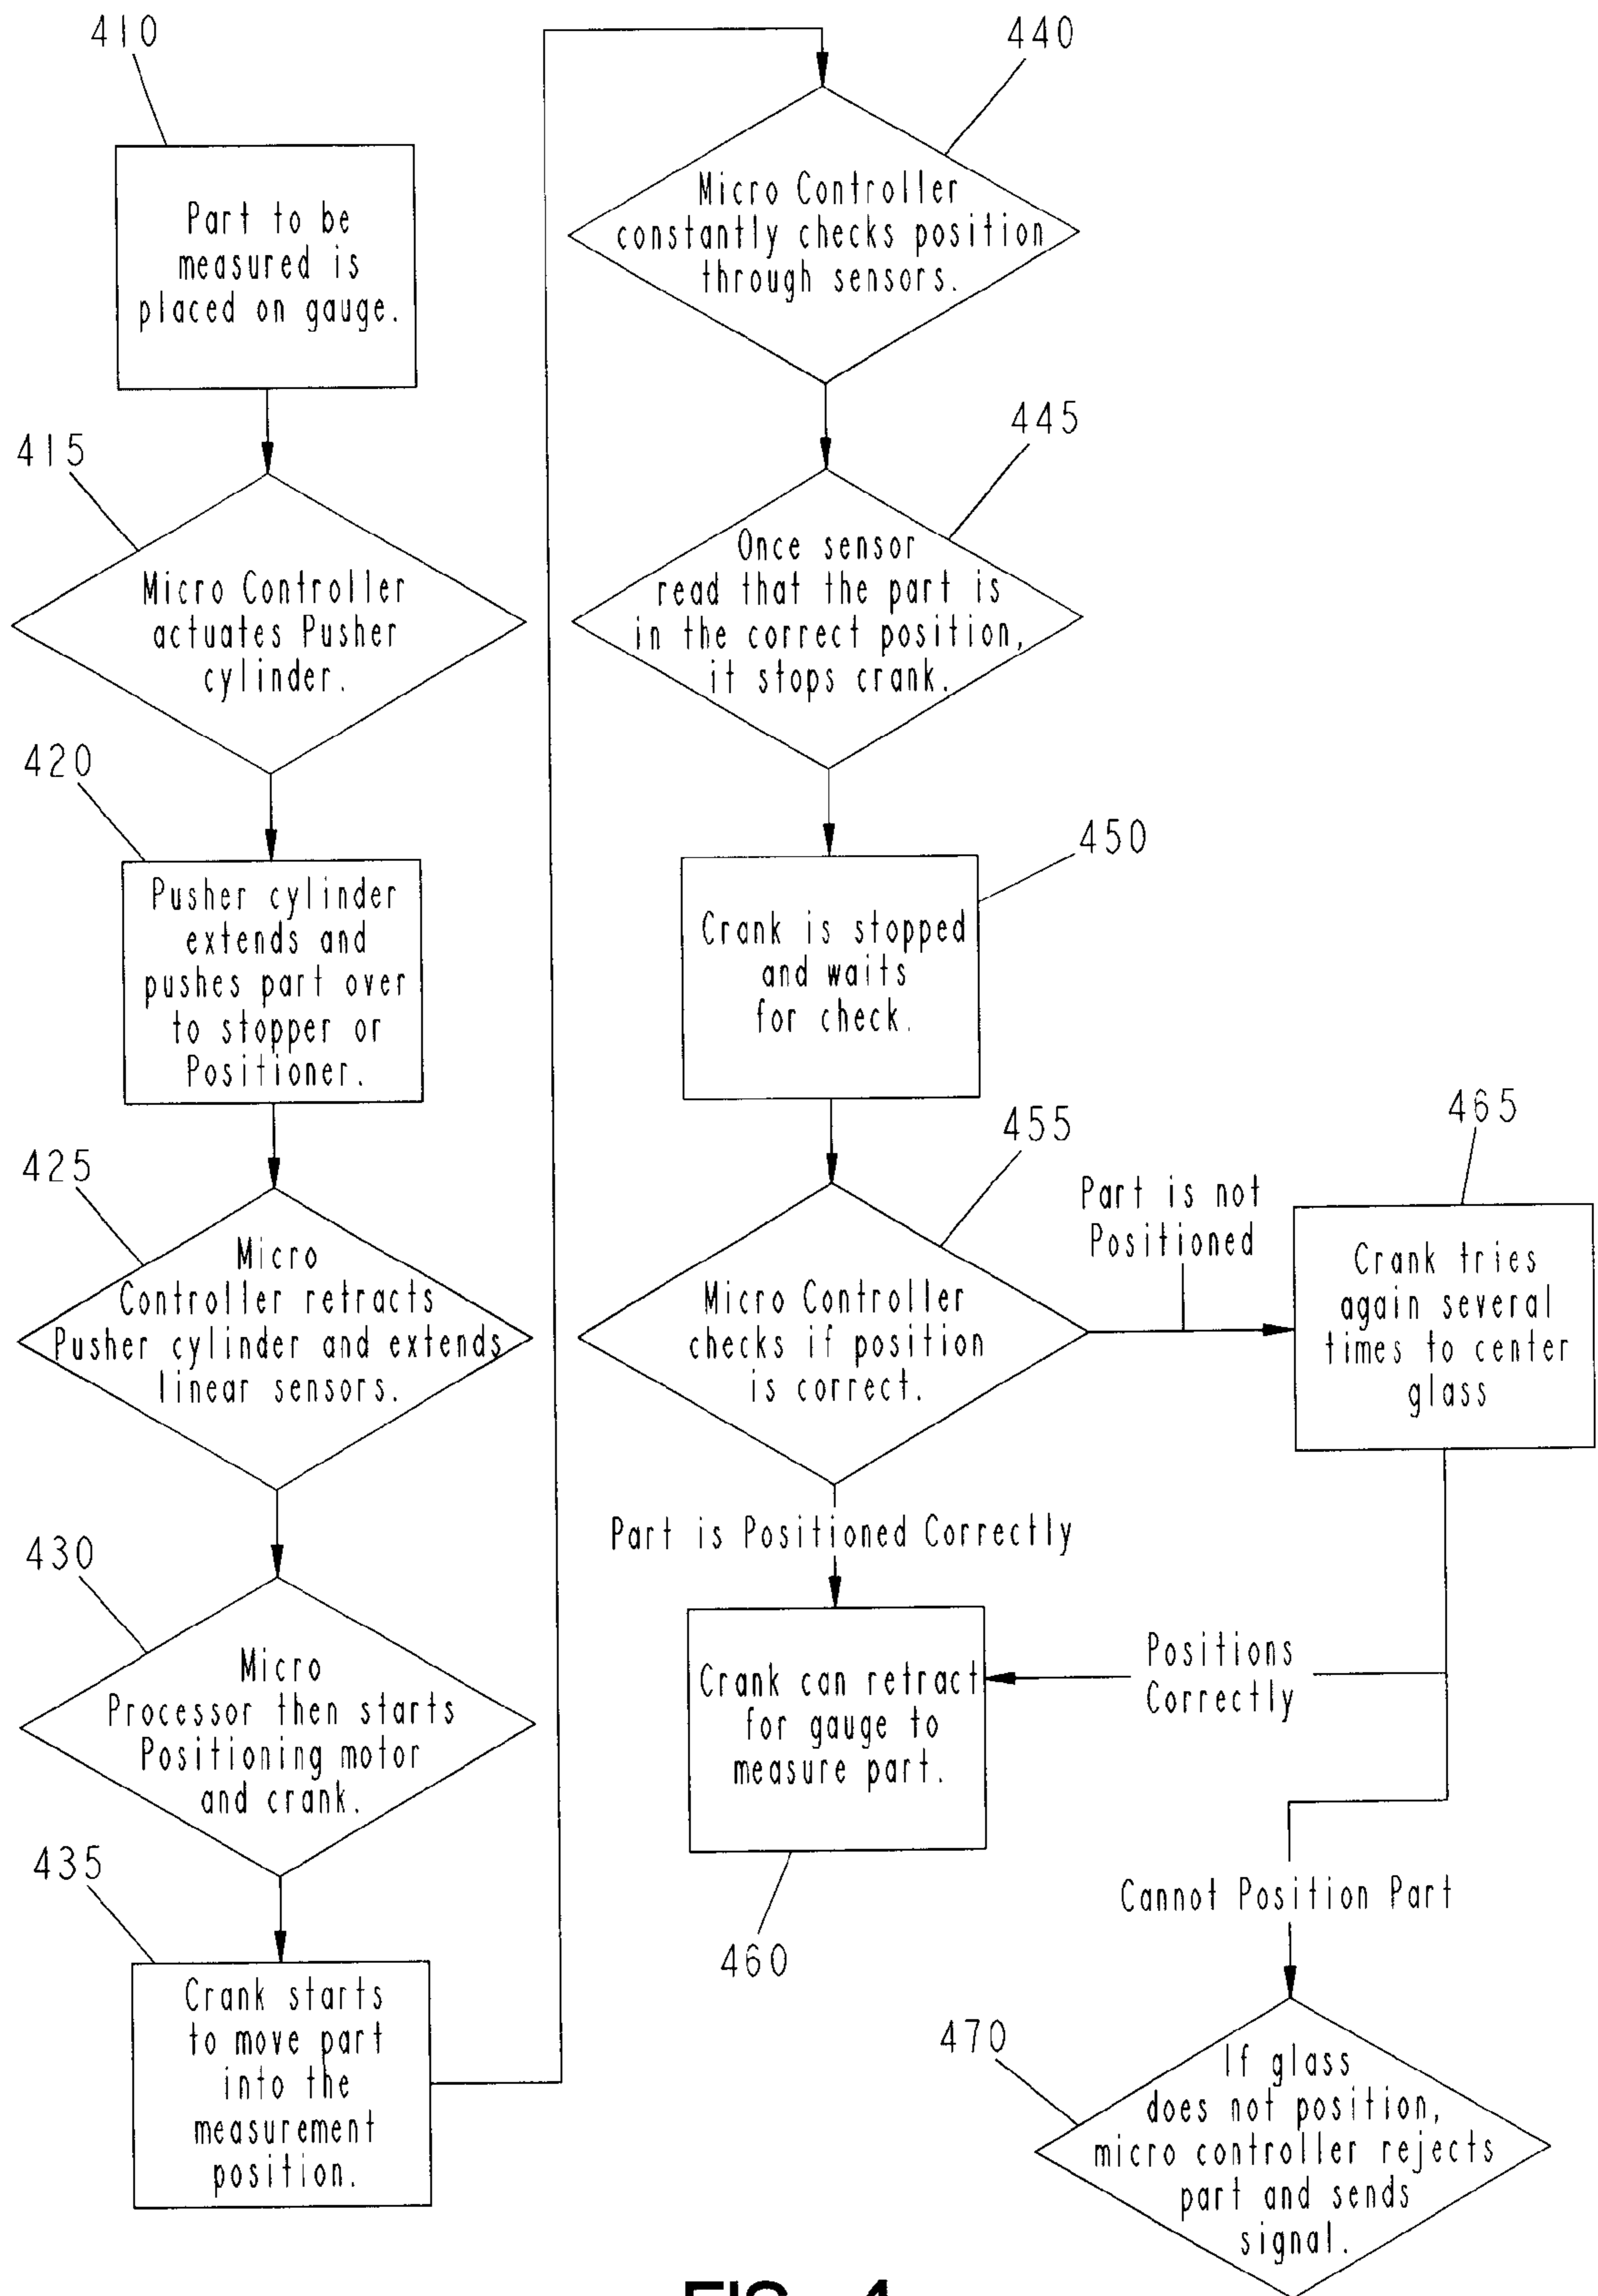 410
Part to be
measured is
placed on gauge.
415
Micro Controller
actuates Pusher
cylinder.
420
Pusher cylinder
extends and
pushes part over
to stopper or
Positioner.
425
Micro
Controller retracts
Pusher cylinder and extends
linear sensors.
430
Micro
Processor then starts
Positioning motor
and crank.
435
Crank starts
to move part
into the
measurement
position.
440
Micro Controller
constantly checks position
through sensors.
445
Once sensor
read that the part is
in the correct position,
it stops crank.
450
Crank is stopped
and waits
for check.
455
Micro Controller
checks if position
is correct.
Part is not
Positioned
465
Crank tries
again several
times to center
glass
Part is Positioned Correctly
Crank can retract
for gauge to
measure part.
460
Positions
Correctly
Cannot Position Part
470
If glass
does not position,
micro controller rejects
part and sends
signal.
FIG. 4